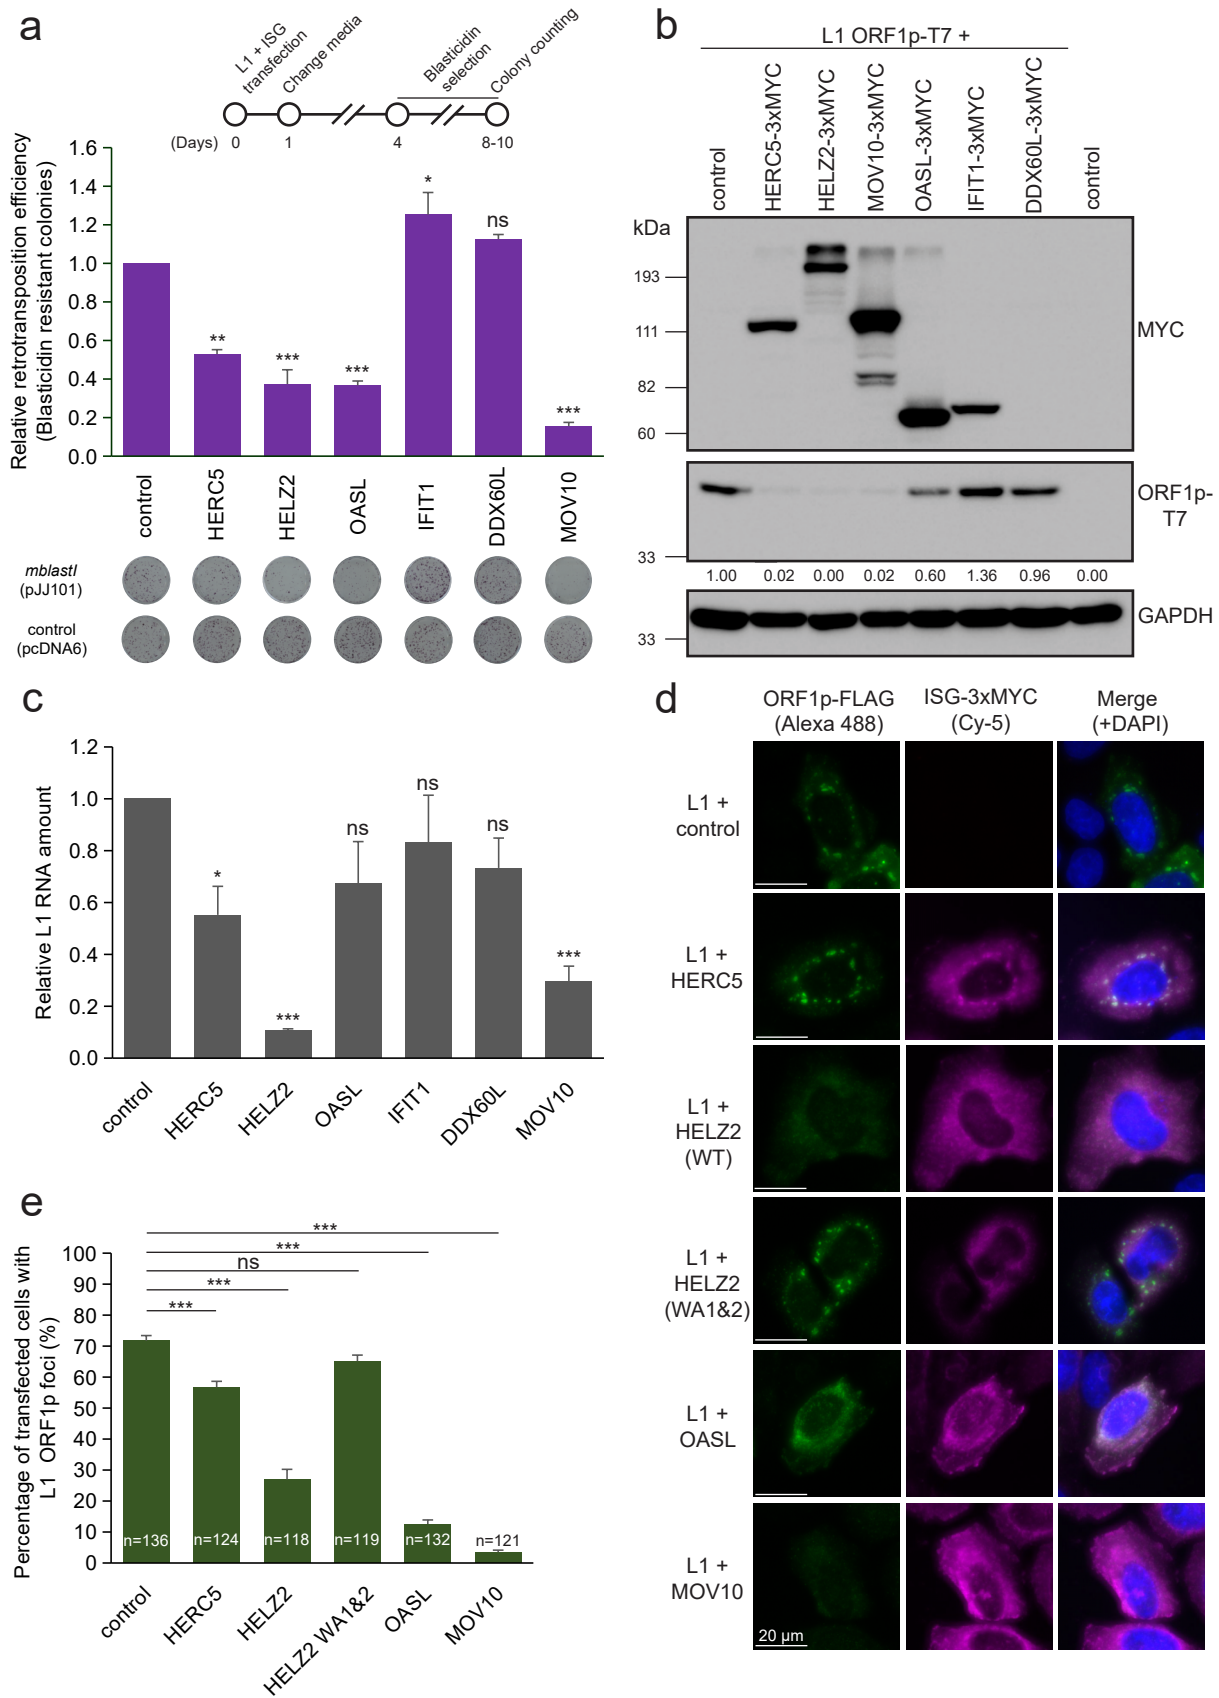 a
L1 + ISG
transfection
Change media
Blasticidin
selection
Colony counting
(Days)
0
1
4
8-10
Relative retrotransposition efficiency
(Blasticidin resistant colonies)
1.6
1.4
1.2
1.0
0.8
0.6
0.4
0.2
0.0
**
***
***
*
ns
***
control
HERC5
HELZ2
OASL
IFIT1
DDX60L
MOV10
mblastI
(pJJ101)
control
(pcDNA6)
b
L1 ORF1p-T7 +
control
HERC5-3xMYC
HELZ2-3xMYC
MOV10-3xMYC
OASL-3xMYC
IFIT1-3xMYC
DDX60L-3xMYC
control
kDa
193
111
82
60
MYC
33
ORF1p-
T7
1.00 0.02 0.00 0.02 0.60 1.36 0.96 0.00
33
GAPDH
c
Relative L1 RNA amount
1.2
1.0
0.8
0.6
0.4
0.2
0.0
*
***
ns
ns
ns
***
control
HERC5
HELZ2
OASL
IFIT1
DDX60L
MOV10
d
ORF1p-FLAG
(Alexa 488)
ISG-3xMYC
(Cy-5)
Merge
(+DAPI)
L1 +
control
L1 +
HERC5
L1 +
HELZ2
(WT)
L1 +
HELZ2
(WA1&2)
L1 +
OASL
L1 +
MOV10
20 µm
e
Percentage of transfected cells with
L1 ORF1p foci (%)
100
90
80
70
60
50
40
30
20
10
0
***
***
ns
***
***
n=136
n=124
n=118
n=119
n=132
n=121
control
HERC5
HELZ2
HELZ2 WA1&2
OASL
MOV10